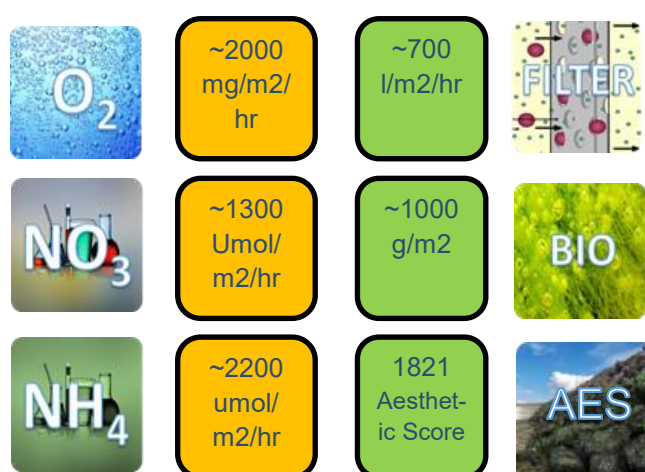 O2
~2000
mg/m2/
hr
~700
l/m2/hr
FILTER
NO3
~1300
Umol/
m2/hr
~1000
g/m2
BIO
NH4
~2200
umol/
m2/hr
1821
Aesthet-
ic Score
AES